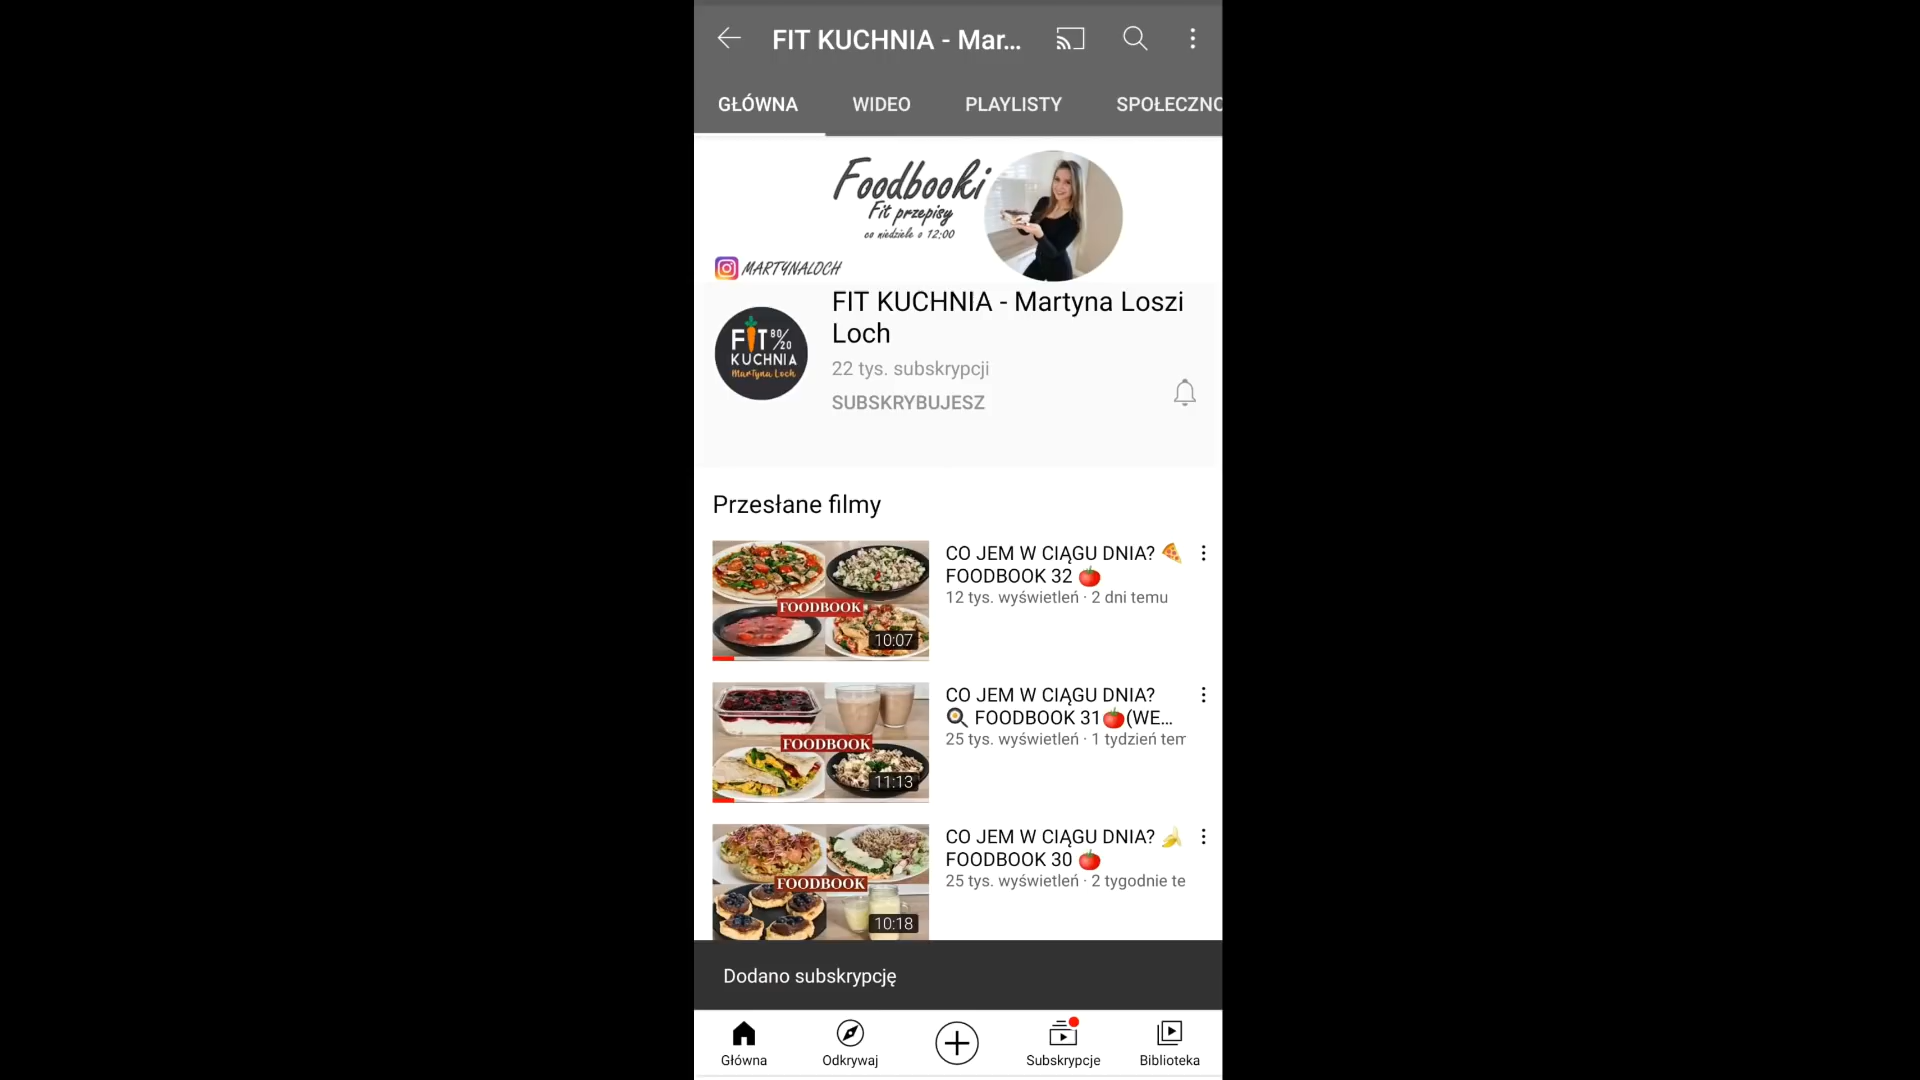 FIT KUCHNIA - Mar...
GŁÓWNA WIDEO PLAYLISTY SPOŁECZNO
Foodbooki
Fit przepisy
co niedziele o 12:00
MARTYNALOCH
FIT 80/20
KUCHNIA
Martyna Loch
FIT KUCHNIA - Martyna Loszi
Loch
22 tys. subskrypcji
SUBSKRYBUJESZ
Przesłane filmy
FOODBOOK
10:07
CO JEM W CIĄGU DNIA? 🍕
FOODBOOK 32 🍅
12 tys. wyświetleń · 2 dni temu
FOODBOOK
11:13
CO JEM W CIĄGU DNIA?
🍳 FOODBOOK 31🍅(WE...
25 tys. wyświetleń · 1 tydzień tem
FOODBOOK
10:18
CO JEM W CIĄGU DNIA? 🍌
FOODBOOK 30 🍅
25 tys. wyświetleń · 2 tygodnie te
Dodano subskrypcję
Główna Odkrywaj Subskrypcje Biblioteka